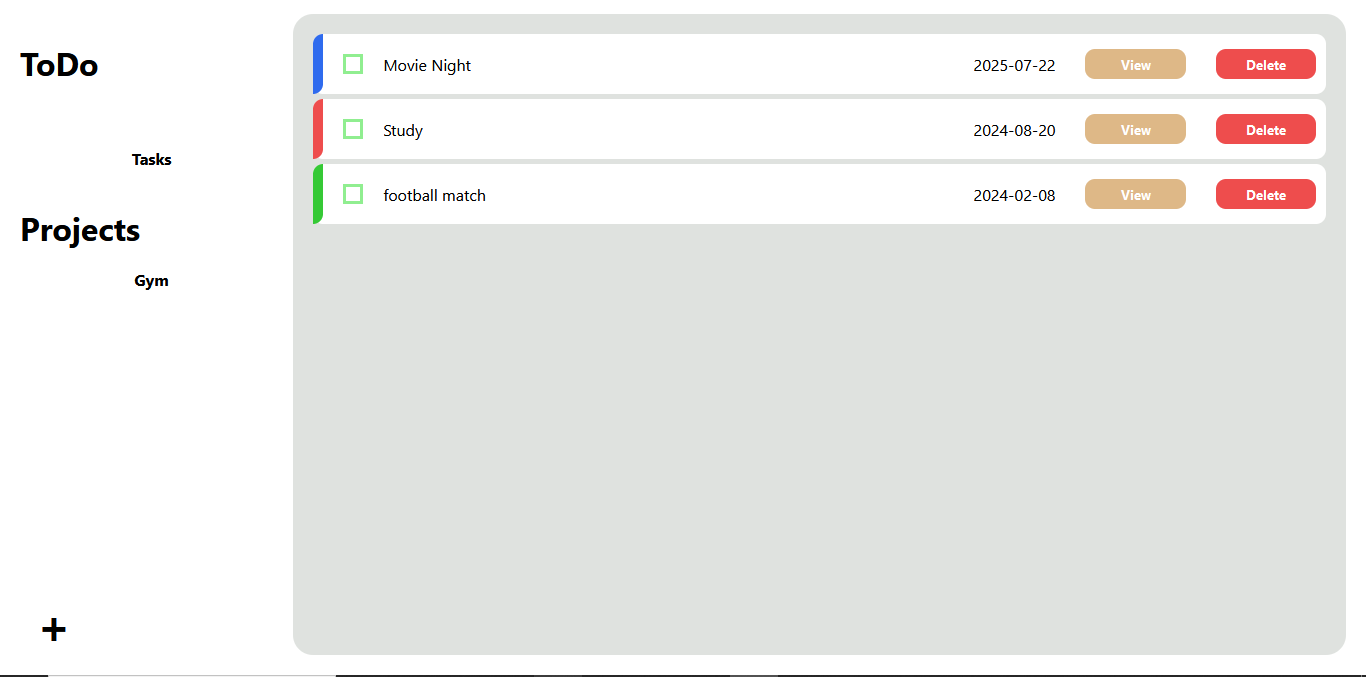 ToDo
Tasks
Projects
Gym
+
Movie Night 2025-07-22 View Delete
Study 2024-08-20 View Delete
football match 2024-02-08 View Delete